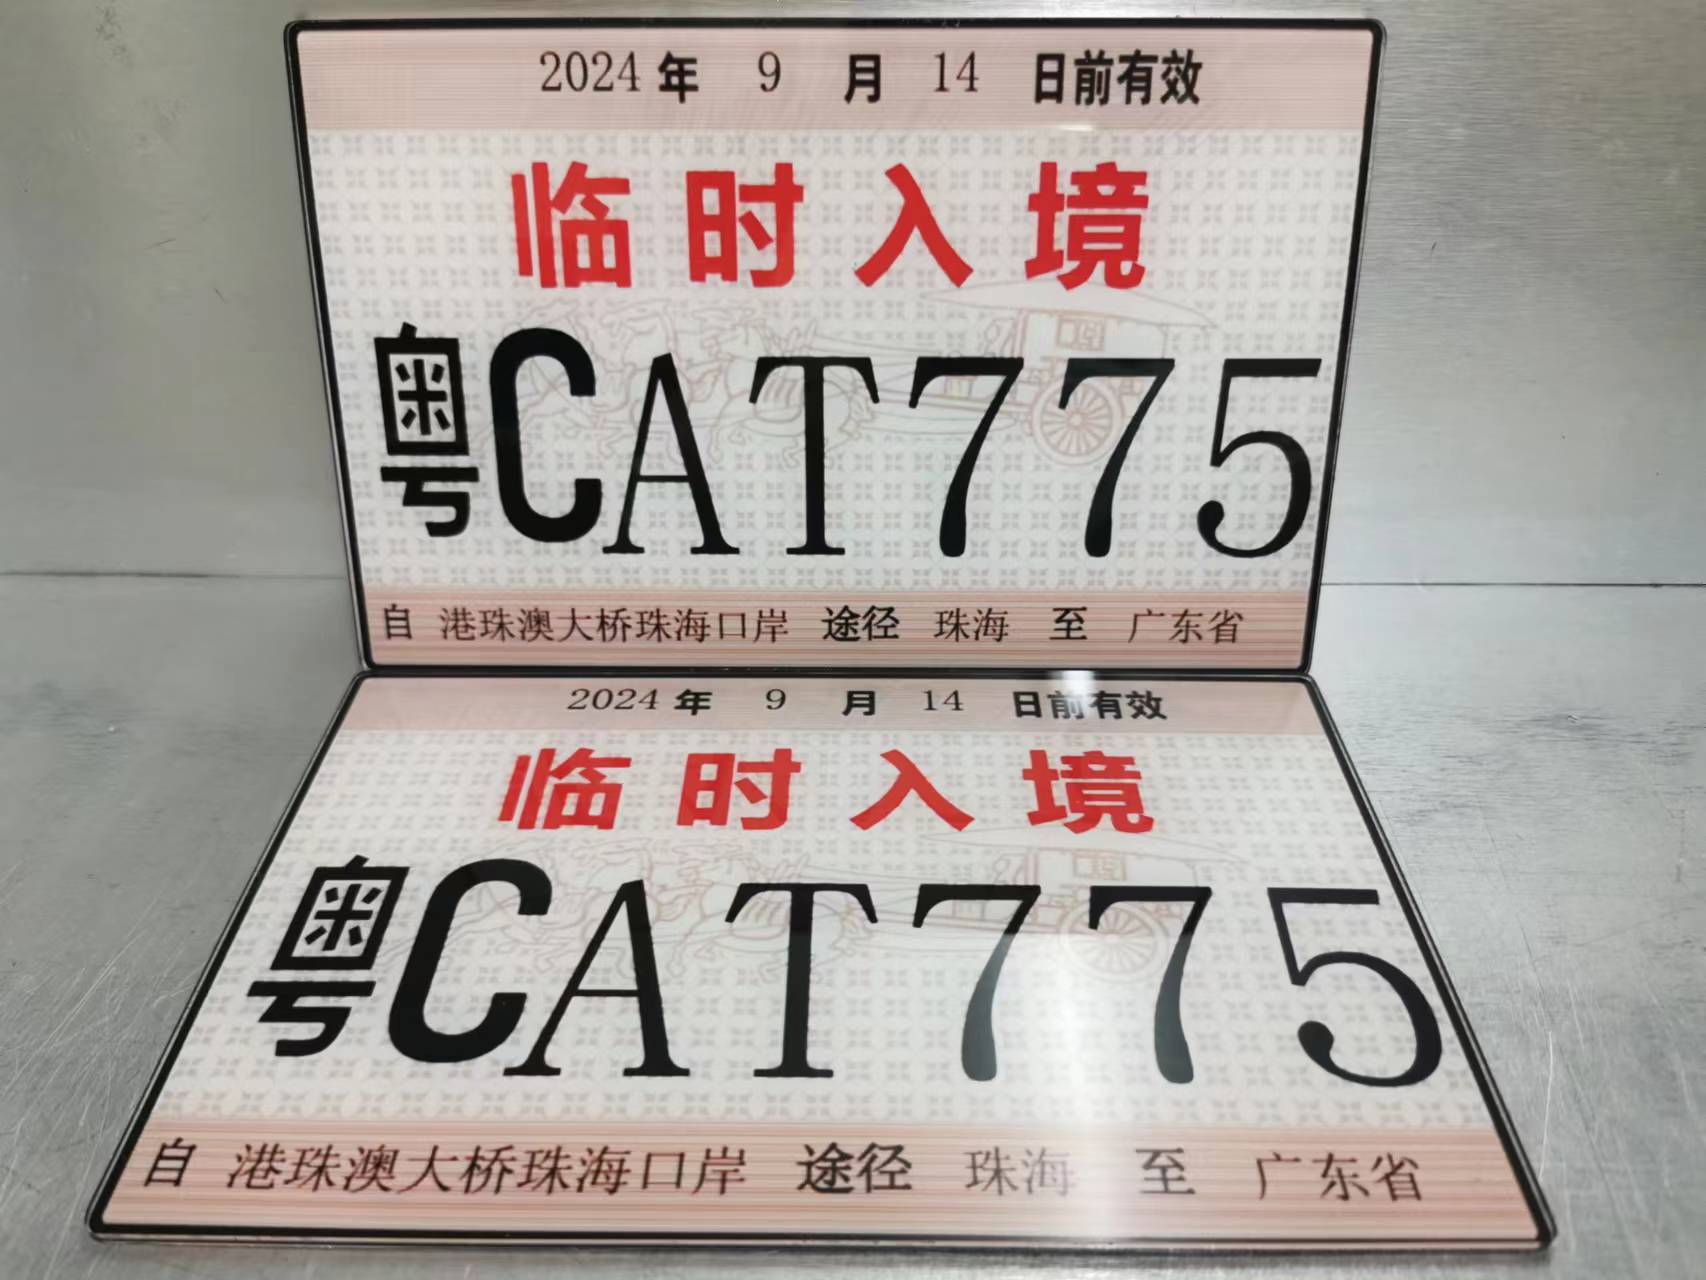 2024 年 9 月 14 日前有效
临时入境
粤CAT775
自 港珠澳大桥珠海口岸 途径 珠海 至 广东省
2024 年 9 月 14 日前有效
临时入境
粤CAT775
自 港珠澳大桥珠海口岸 途径 珠海 至 广东省